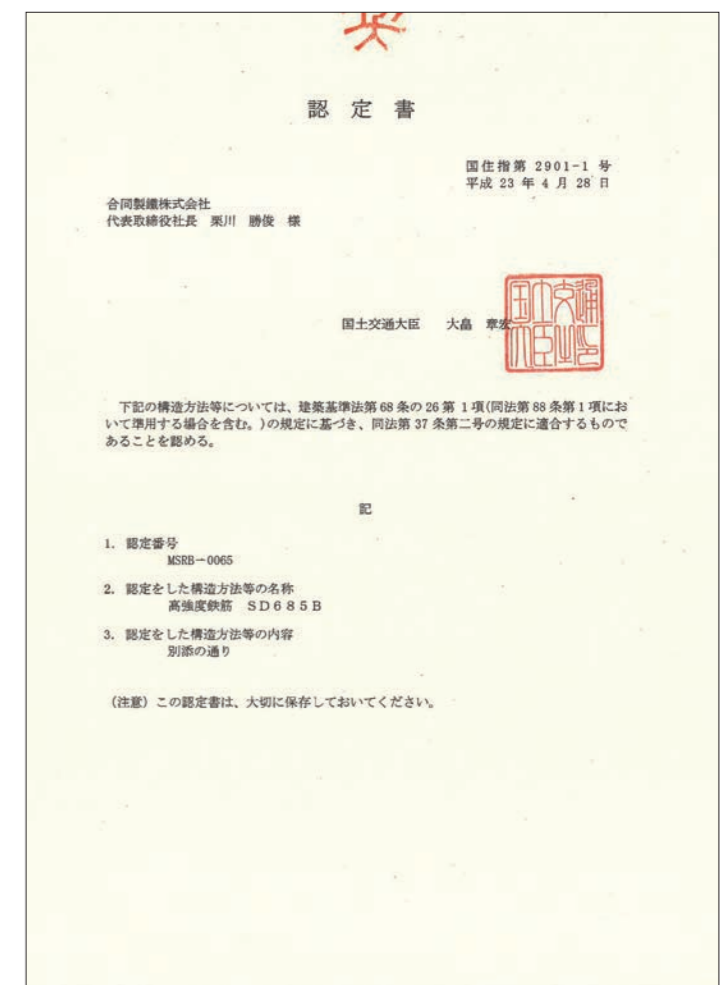 認定書
国住指第 2901-1 号
平成 23 年 4 月 28 日
合同製鐵株式会社
代表取締役社長 栗川 勝俊 様
国土交通大臣 大畠 章宏
下記の構造方法等については、建築基準法第68条の26第1項(同法第88条第1項にお
いて準用する場合を含む。)の規定に基づき、同法第37条第二号の規定に適合するもので
あることを認める。
記
1. 認定番号
MSRB-0065
2. 認定をした構造方法等の名称
高強度鉄筋 SD685B
3. 認定をした構造方法等の内容
別添の通り
(注意) この認定書は、大切に保存しておいてください。